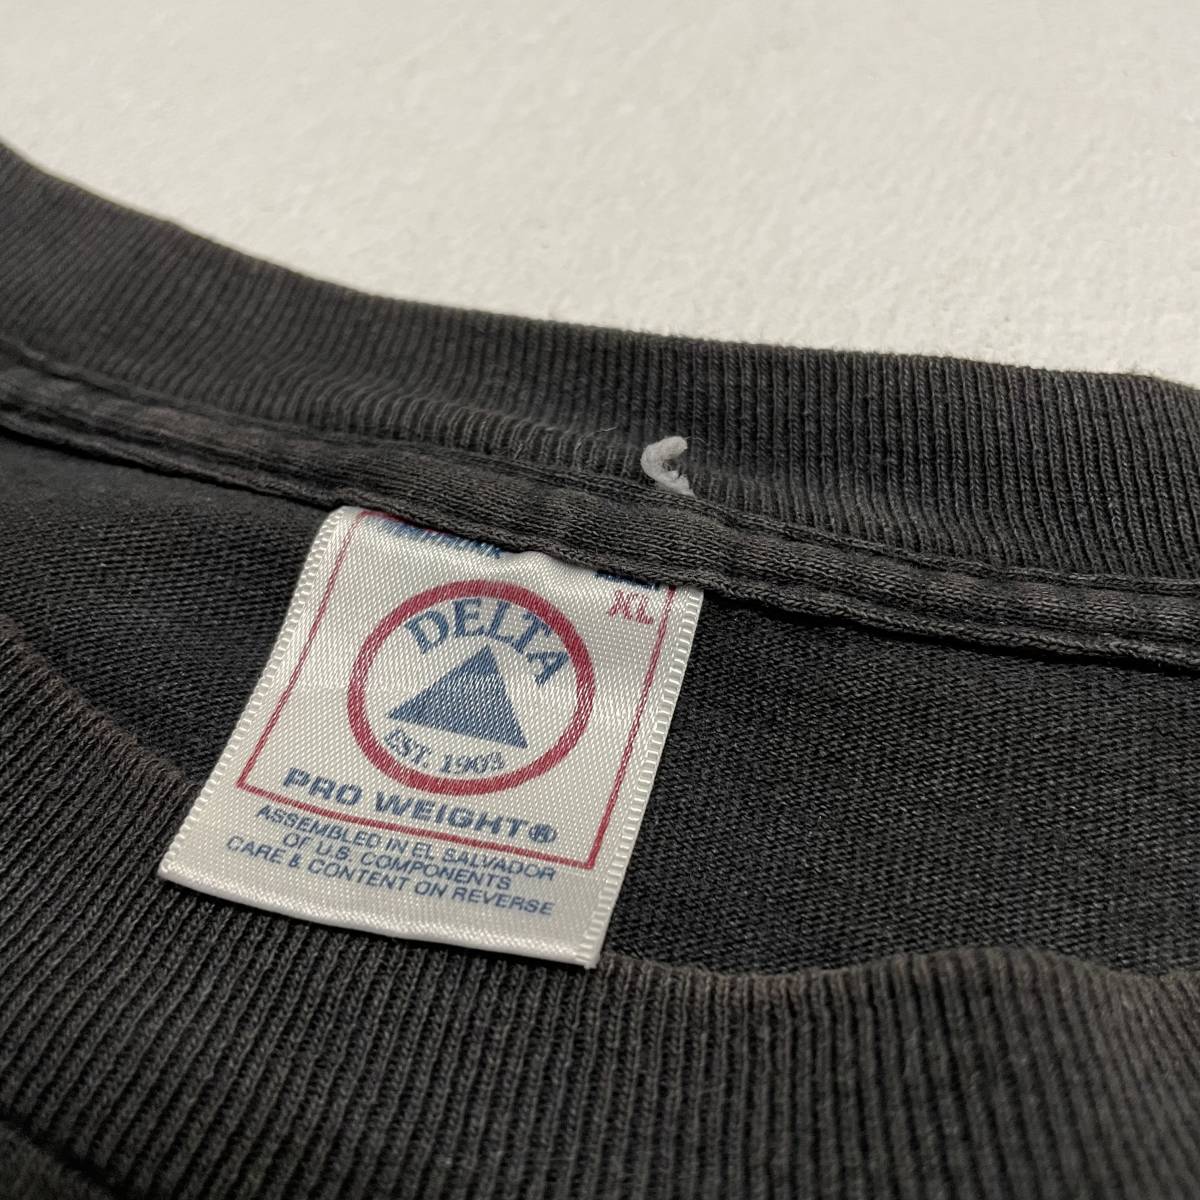 XL
DELTA
EST. 1903
PRO WEIGHT®
ASSEMBLED IN EL SALVADOR
OF U.S. COMPONENTS
CARE & CONTENT ON REVERSE